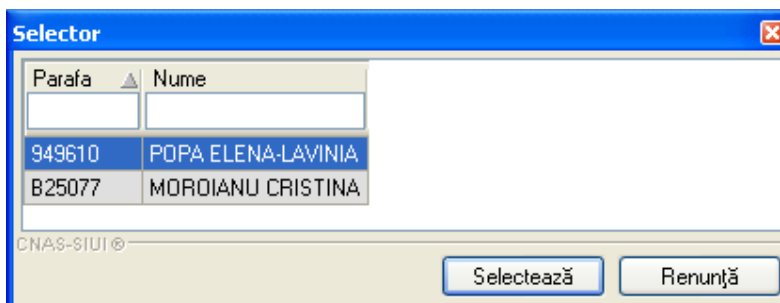 Selector
Parafa Nume
949610 POPA ELENA-LAVINIA
B25077 MOROIANU CRISTINA
CNAS-SIUI ®
Selectează Renunţă